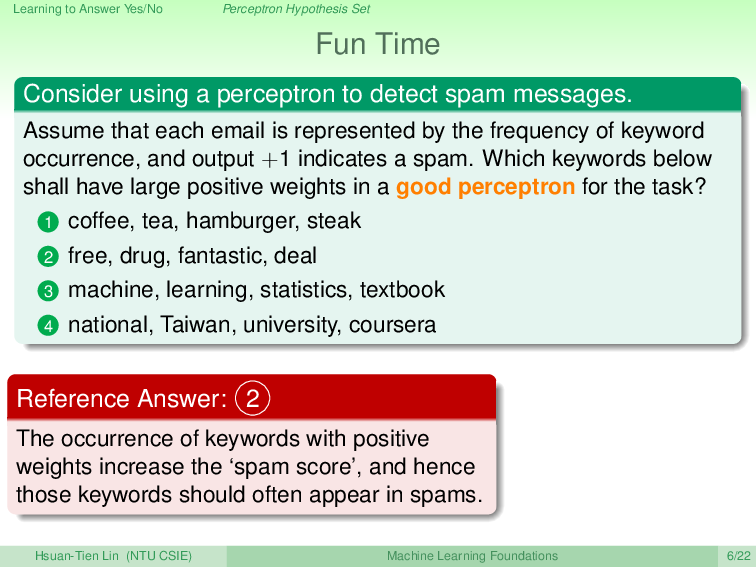 Learning to Answer Yes/No Perceptron Hypothesis Set
Fun Time
Consider using a perceptron to detect spam messages.
Assume that each email is represented by the frequency of keyword
occurrence, and output +1 indicates a spam. Which keywords below
shall have large positive weights in a good perceptron for the task?
1 coffee, tea, hamburger, steak
2 free, drug, fantastic, deal
3 machine, learning, statistics, textbook
4 national, Taiwan, university, coursera
Reference Answer: 2
The occurrence of keywords with positive
weights increase the ‘spam score’, and hence
those keywords should often appear in spams.
Hsuan-Tien Lin (NTU CSIE) Machine Learning Foundations 6/22